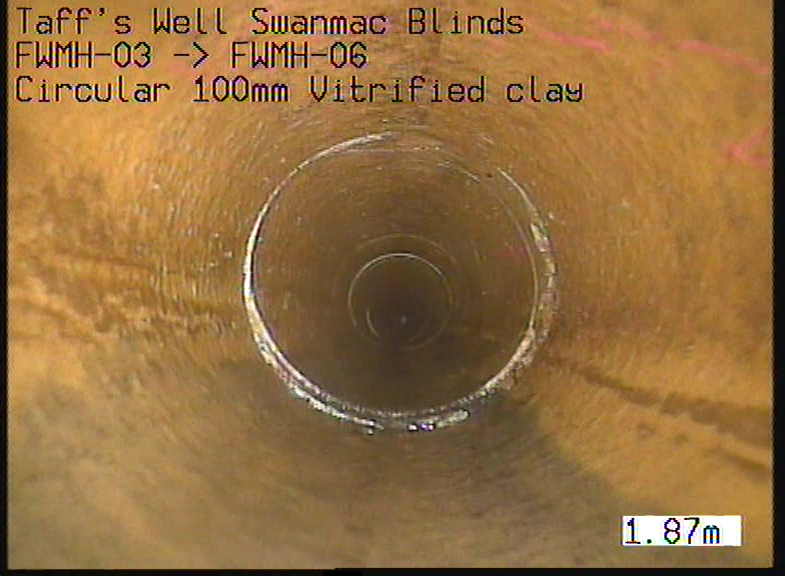 Taff's Well Swanmac Blinds
FWMH-03 -> FWMH-06
Circular 100mm Vitrified clay
1.87m